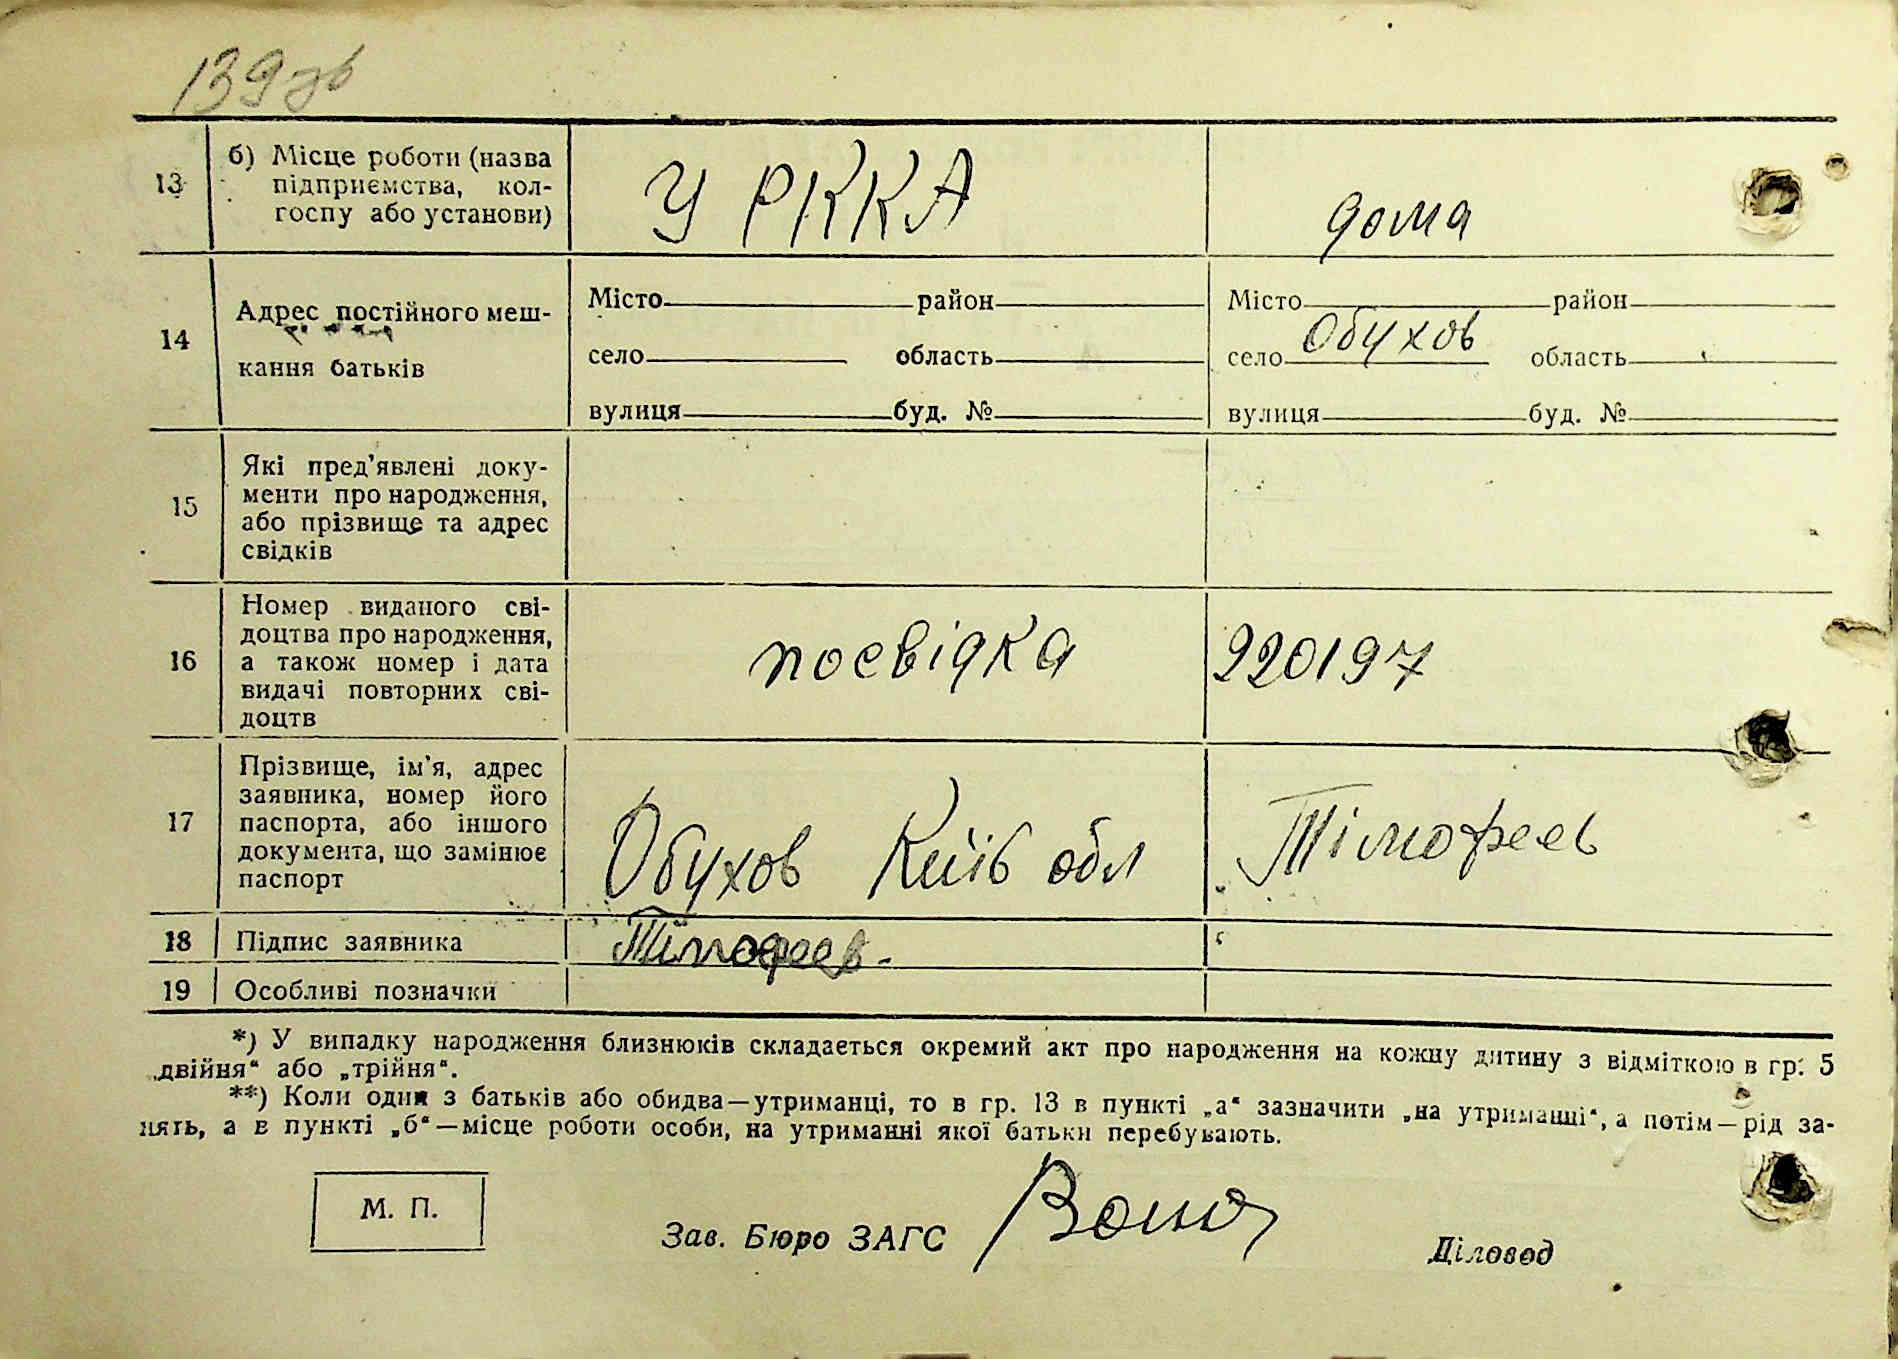 139 зв
13 б) Місце роботи (назва
підприємства, кол-
госпу або установи)
У РККА
дома
14 Адрес постійного меш-
кання батьків
Місто район
село область
вулиця буд. №
Місто район
село Обухов область
вулиця буд. №
15 Які пред'явлені доку-
менти про народження,
або прізвище та адрес
свідків
16 Номер виданого сві-
доцтва про народження,
а також номер і дата
видачі повторних сві-
доцтв
посвідка 220197
17 Прізвище, ім'я, адрес
заявника, номер його
паспорта, або іншого
документа, що замінює
паспорт
Обухов Київ обл Тімофеев
18 Підпис заявника Тімофеев.
19 Особливі позначки
*) У випадку народження близнюків складається окремий акт про народження на кожну дитину з відміткою в гр. 5
„двійня“ або „трійня“.
**) Коли один з батьків або обидва—утриманці, то в гр. 13 в пункті „а“ зазначити „на утриманні“, а потім—рід за-
нять, а в пункті „б“—місце роботи особи, на утриманні якої батьки перебувають.
М. П.
Зав. Бюро ЗАГС
Діловод